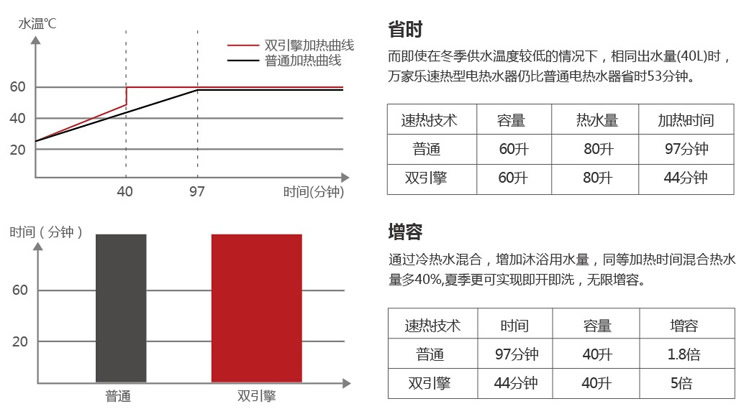 水温℃
双引擎加热曲线
普通加热曲线
60
40
20
40
97
时间(分钟)
省时
而即使在冬季供水温度较低的情况下，相同出水量(40L)时，
万家乐速热型电热水器仍比普通电热水器省时53分钟。
速热技术 容量 热水量 加热时间
普通 60升 80升 97分钟
双引擎 60升 80升 44分钟
时间（分钟）
60
20
普通
双引擎
增容
通过冷热水混合，增加沐浴用水量，同等加热时间混合热水
量多40%,夏季更可实现即开即洗，无限增容。
速热技术 时间 容量 增容
普通 97分钟 40升 1.8倍
双引擎 44分钟 40升 5倍